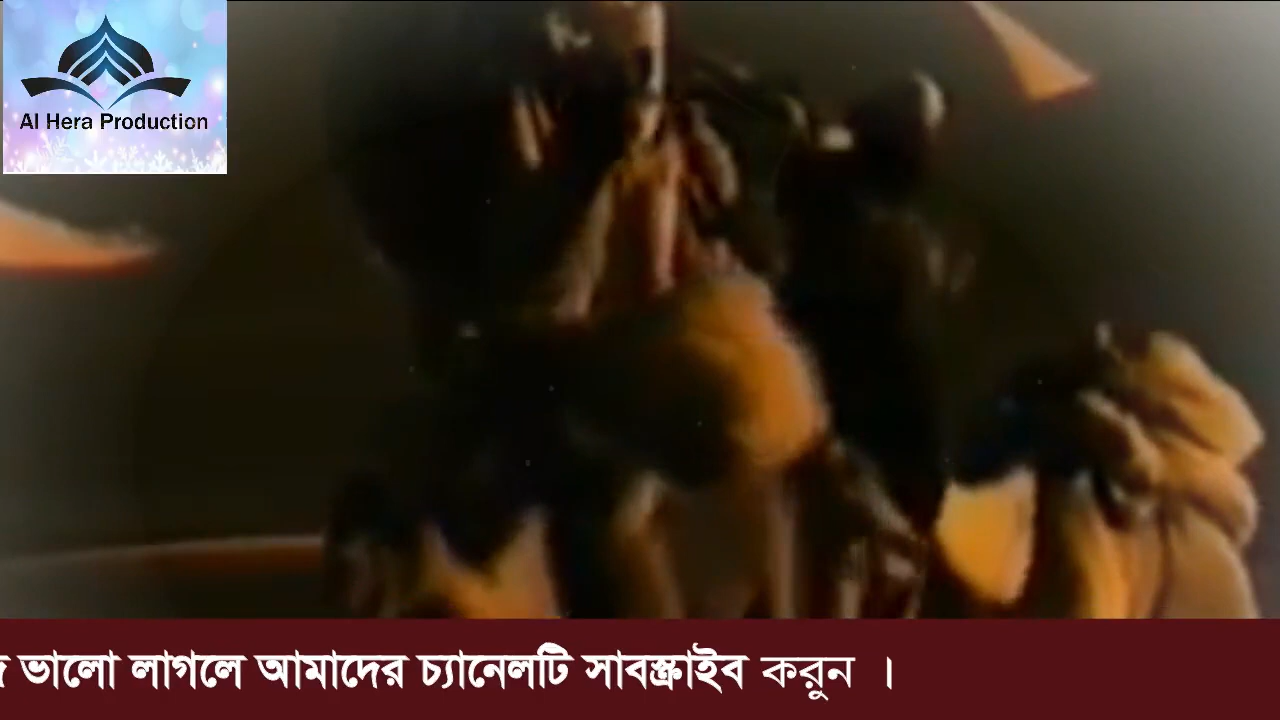 Al Hera Production
ভালো লাগলে আমাদের চ্যানেলটি সাবস্ক্রাইব করুন ।